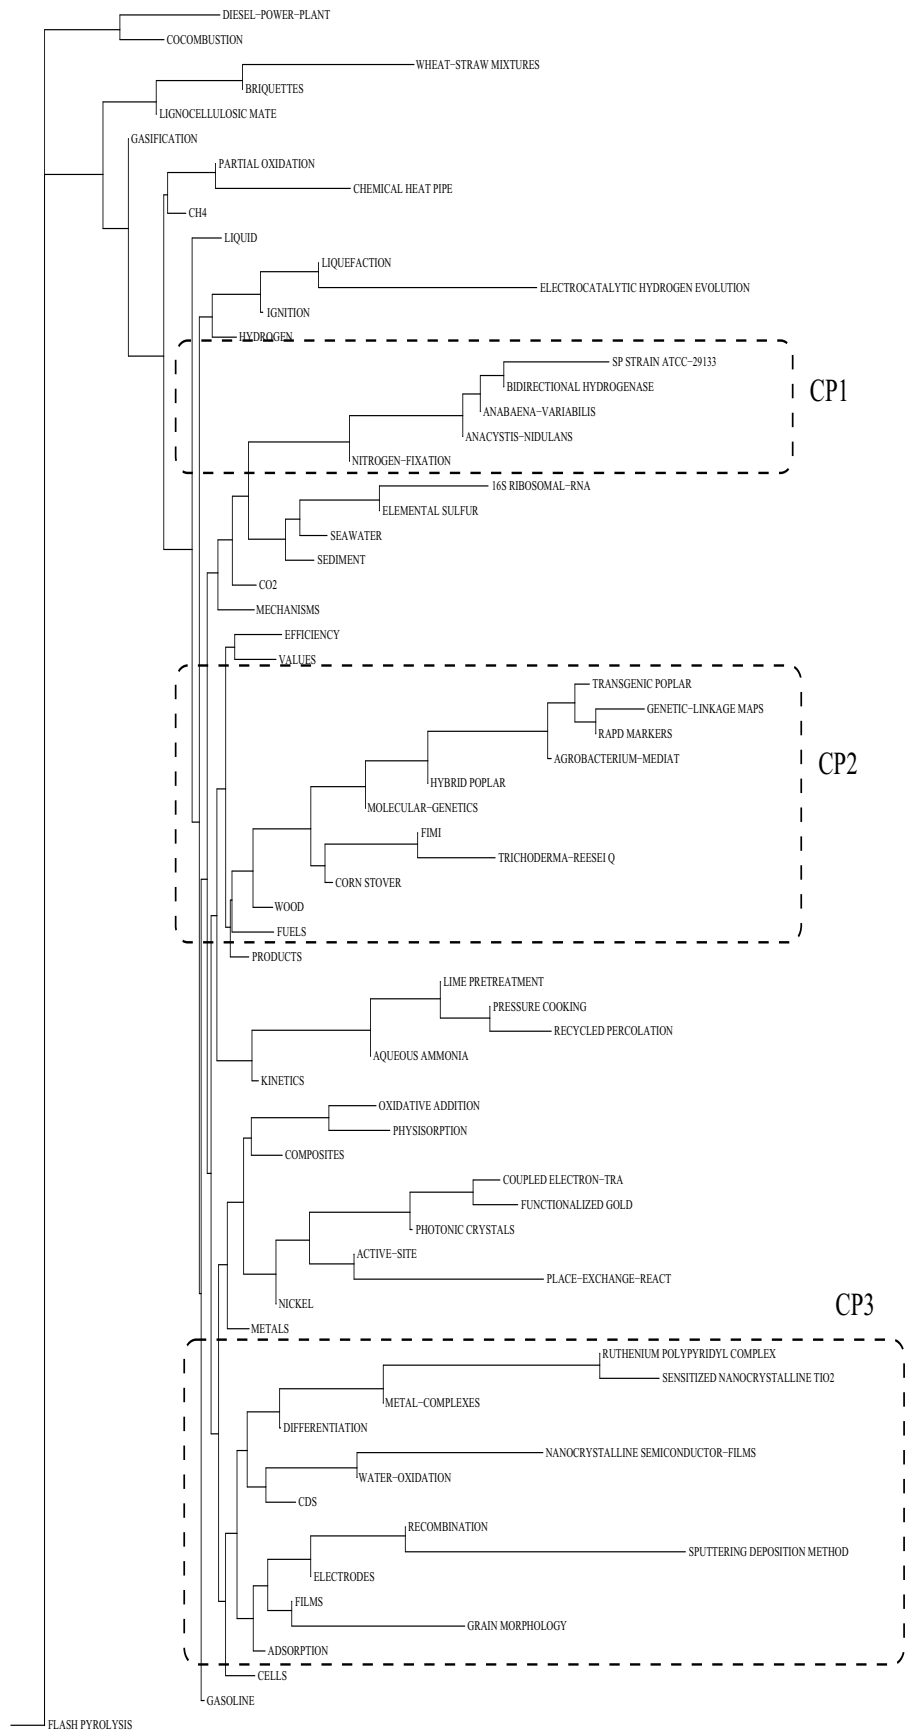 DIESEL−POWER−PLANT
COCOMBUSTION
WHEAT−STRAW MIXTURES
BRIQUETTES
LIGNOCELLULOSIC MATE
GASIFICATION
PARTIAL OXIDATION
CHEMICAL HEAT PIPE
CH4
LIQUID
LIQUEFACTION
ELECTROCATALYTIC HYDROGEN EVOLUTION
IGNITION
HYDROGEN
SP STRAIN ATCC−29133
BIDIRECTIONAL HYDROGENASE
CP1
ANABAENA−VARIABILIS
ANACYSTIS−NIDULANS
NITROGEN−FIXATION
16S RIBOSOMAL−RNA
ELEMENTAL SULFUR
SEAWATER
SEDIMENT
CO2
MECHANISMS
EFFICIENCY
VALUES
TRANSGENIC POPLAR
GENETIC−LINKAGE MAPS
RAPD MARKERS
AGROBACTERIUM−MEDIAT
CP2
HYBRID POPLAR
MOLECULAR−GENETICS
FIMI
TRICHODERMA−REESEI Q
CORN STOVER
WOOD
FUELS
PRODUCTS
LIME PRETREATMENT
PRESSURE COOKING
RECYCLED PERCOLATION
AQUEOUS AMMONIA
KINETICS
OXIDATIVE ADDITION
PHYSISORPTION
COMPOSITES
COUPLED ELECTRON−TRA
FUNCTIONALIZED GOLD
PHOTONIC CRYSTALS
ACTIVE−SITE
PLACE−EXCHANGE−REACT
NICKEL
CP3
METALS
RUTHENIUM POLYPYRIDYL COMPLEX
SENSITIZED NANOCRYSTALLINE TIO2
METAL−COMPLEXES
DIFFERENTIATION
NANOCRYSTALLINE SEMICONDUCTOR−FILMS
WATER−OXIDATION
CDS
RECOMBINATION
SPUTTERING DEPOSITION METHOD
ELECTRODES
FILMS
GRAIN MORPHOLOGY
ADSORPTION
CELLS
GASOLINE
FLASH PYROLYSIS